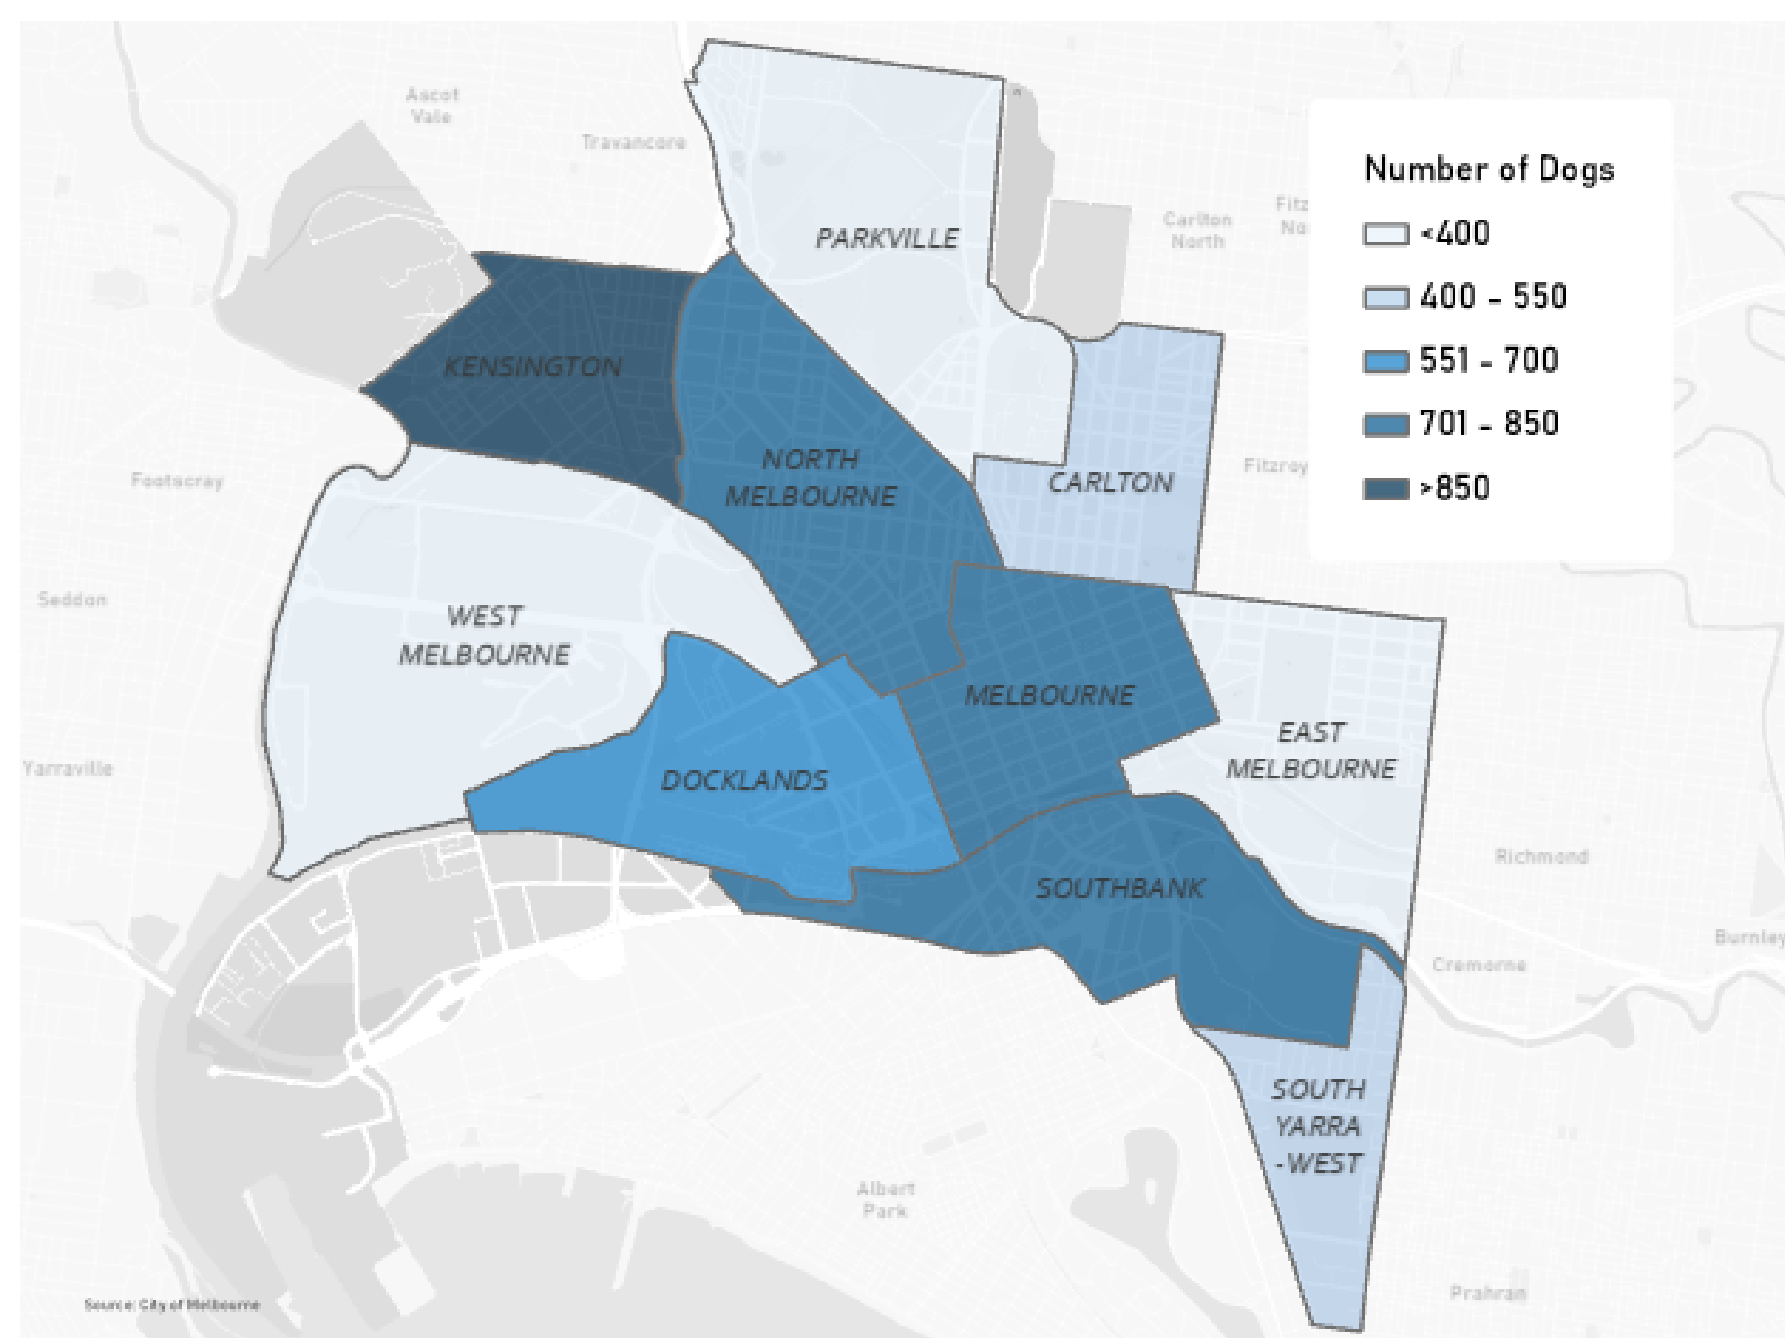 Ascot
Vale
Travancore
PARKVILLE
Carlton
North
Fitz
No
Number of Dogs
<400
400 - 550
551 - 700
701 - 850
>850
KENSINGTON
NORTH
MELBOURNE
CARLTON
Fitzroy
Footscray
Seddon
WEST
MELBOURNE
MELBOURNE
EAST
MELBOURNE
Yarraville
DOCKLANDS
SOUTHBANK
Richmond
Burnley
Cremorne
SOUTH
YARRA
-WEST
Albert
Park
Prahran
Source: City of Melbourne